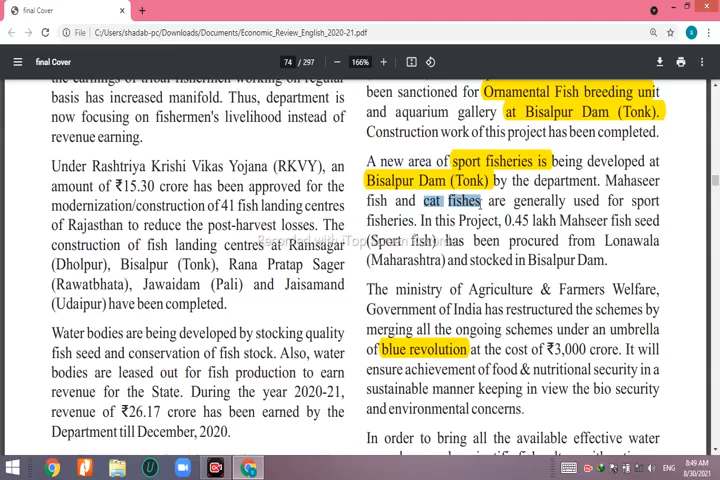 final Cover
File | C:/Users/shadab-pc/Downloads/Documents/Economic_Review_English_2020-21.pdf
final Cover
74 / 297
166%
basis has increased manifold. Thus, department is
now focusing on fishermen's livelihood instead of
revenue earning.
Under Rashtriya Krishi Vikas Yojana (RKVY), an
amount of ₹15.30 crore has been approved for the
modernization/construction of 41 fish landing centres
of Rajasthan to reduce the post-harvest losses. The
construction of fish landing centres at Ramsagar
(Dholpur), Bisalpur (Tonk), Rana Pratap Sager
(Rawatbhata), Jawaidam (Pali) and Jaisamand
(Udaipur) have been completed.
Water bodies are being developed by stocking quality
fish seed and conservation of fish stock. Also, water
bodies are leased out for fish production to earn
revenue for the State. During the year 2020-21,
revenue of ₹26.17 crore has been earned by the
Department till December, 2020.
been sanctioned for Ornamental Fish breeding unit
and aquarium gallery at Bisalpur Dam (Tonk).
Construction work of this project has been completed.
A new area of sport fisheries is being developed at
Bisalpur Dam (Tonk) by the department. Mahaseer
fish and cat fishes are generally used for sport
fisheries. In this Project, 0.45 lakh Mahseer fish seed
(Sport fish) has been procured from Lonawala
(Maharashtra) and stocked in Bisalpur Dam.
The ministry of Agriculture & Farmers Welfare,
Government of India has restructured the schemes by
merging all the ongoing schemes under an umbrella
of blue revolution at the cost of ₹3,000 crore. It will
ensure achievement of food & nutritional security in a
sustainable manner keeping in view the bio security
and environmental concerns.
In order to bring all the available effective water
Recorded with iTop Screen
8:49 AM
8/30/2021